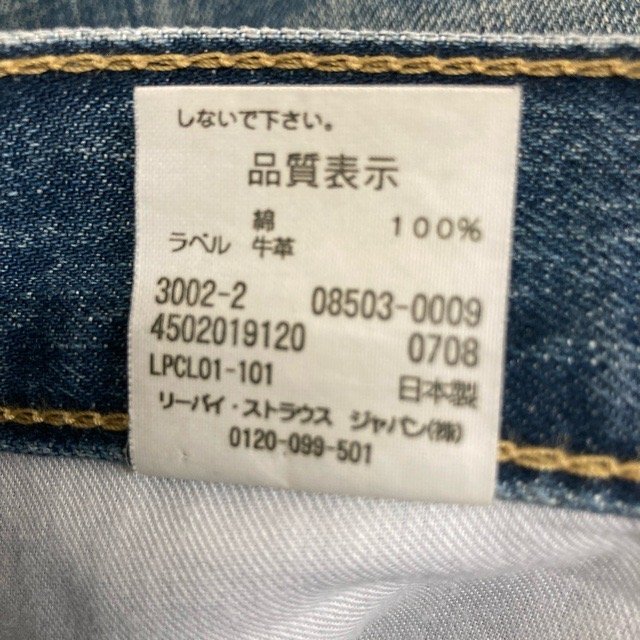 しないで下さい。
品質表示
綿 100%
ラベル 牛革
3002-2 08503-0009
4502019120 0708
LPCL01-101 日本製
リーバイ・ストラウス ジャパン(株)
0120-099-501